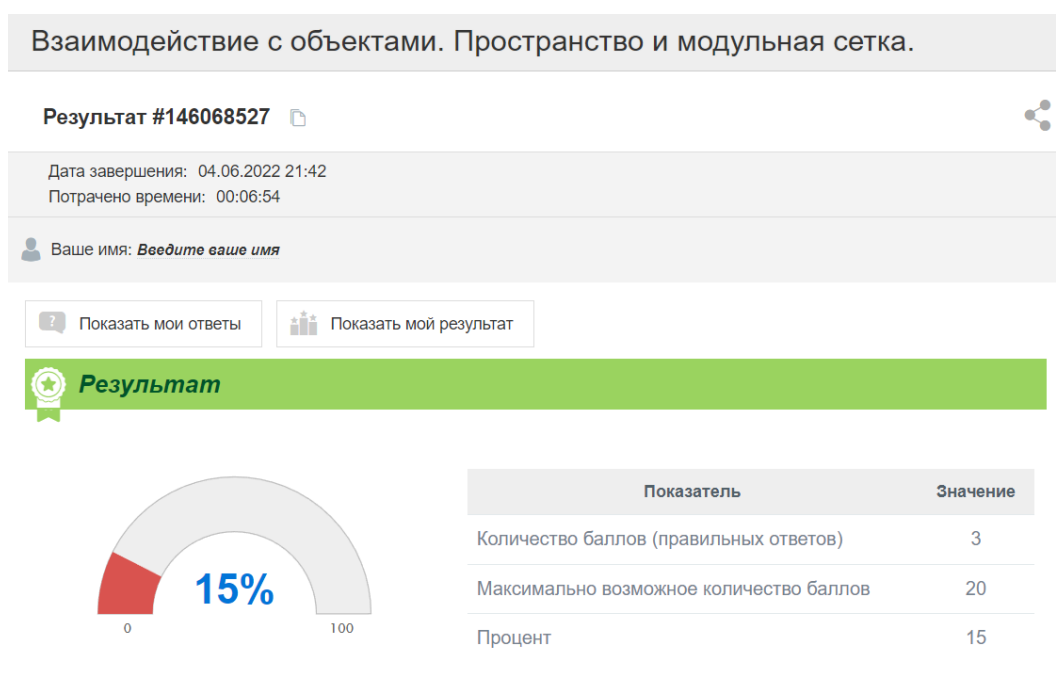 Взаимодействие с объектами. Пространство и модульная сетка.
Результат #146068527
Дата завершения: 04.06.2022 21:42
Потрачено времени: 00:06:54
Ваше имя: Введите ваше имя
Показать мои ответы
Показать мой результат
Результат
15%
0
100
Показатель Значение
Количество баллов (правильных ответов) 3
Максимально возможное количество баллов 20
Процент 15